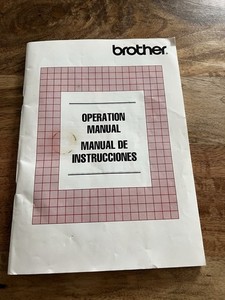 brother.
OPERATION
MANUAL
MANUAL DE
INSTRUCCIONES